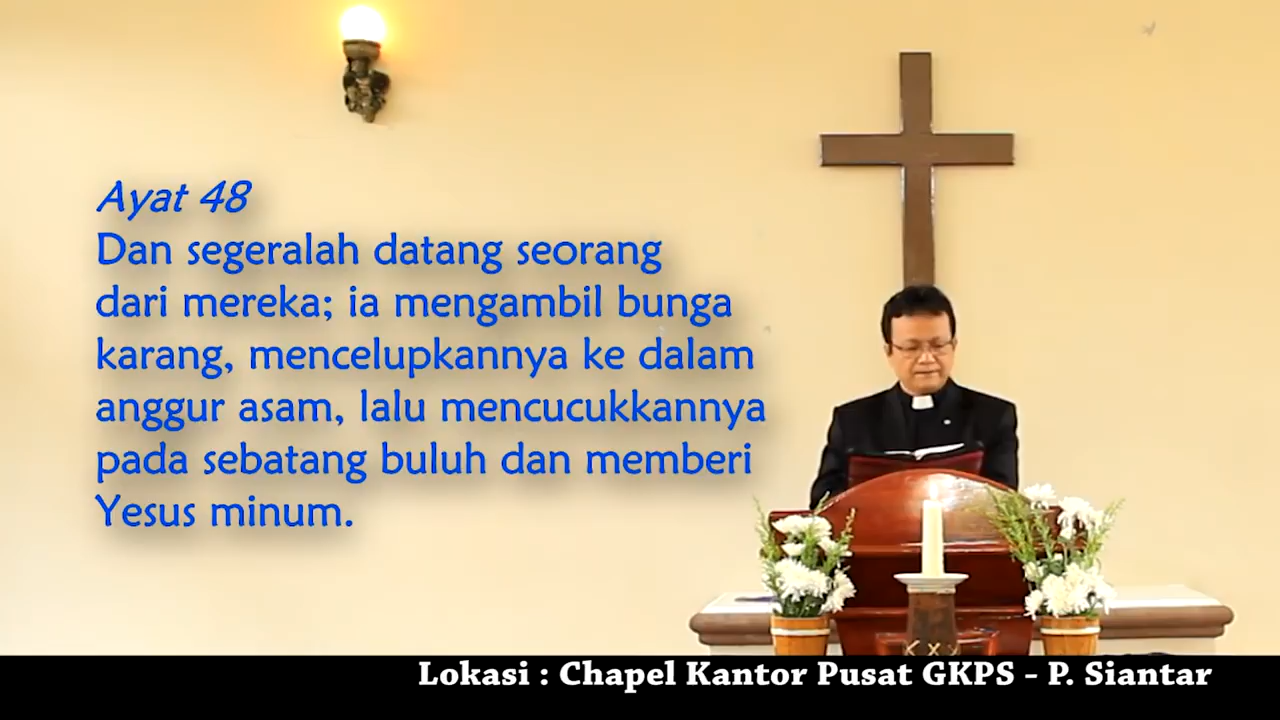 Ayat 48
Dan segeralah datang seorang
dari mereka; ia mengambil bunga
karang, mencelupkannya ke dalam
anggur asam, lalu mencucukkannya
pada sebatang buluh dan memberi
Yesus minum.
Lokasi : Chapel Kantor Pusat GKPS - P. Siantar